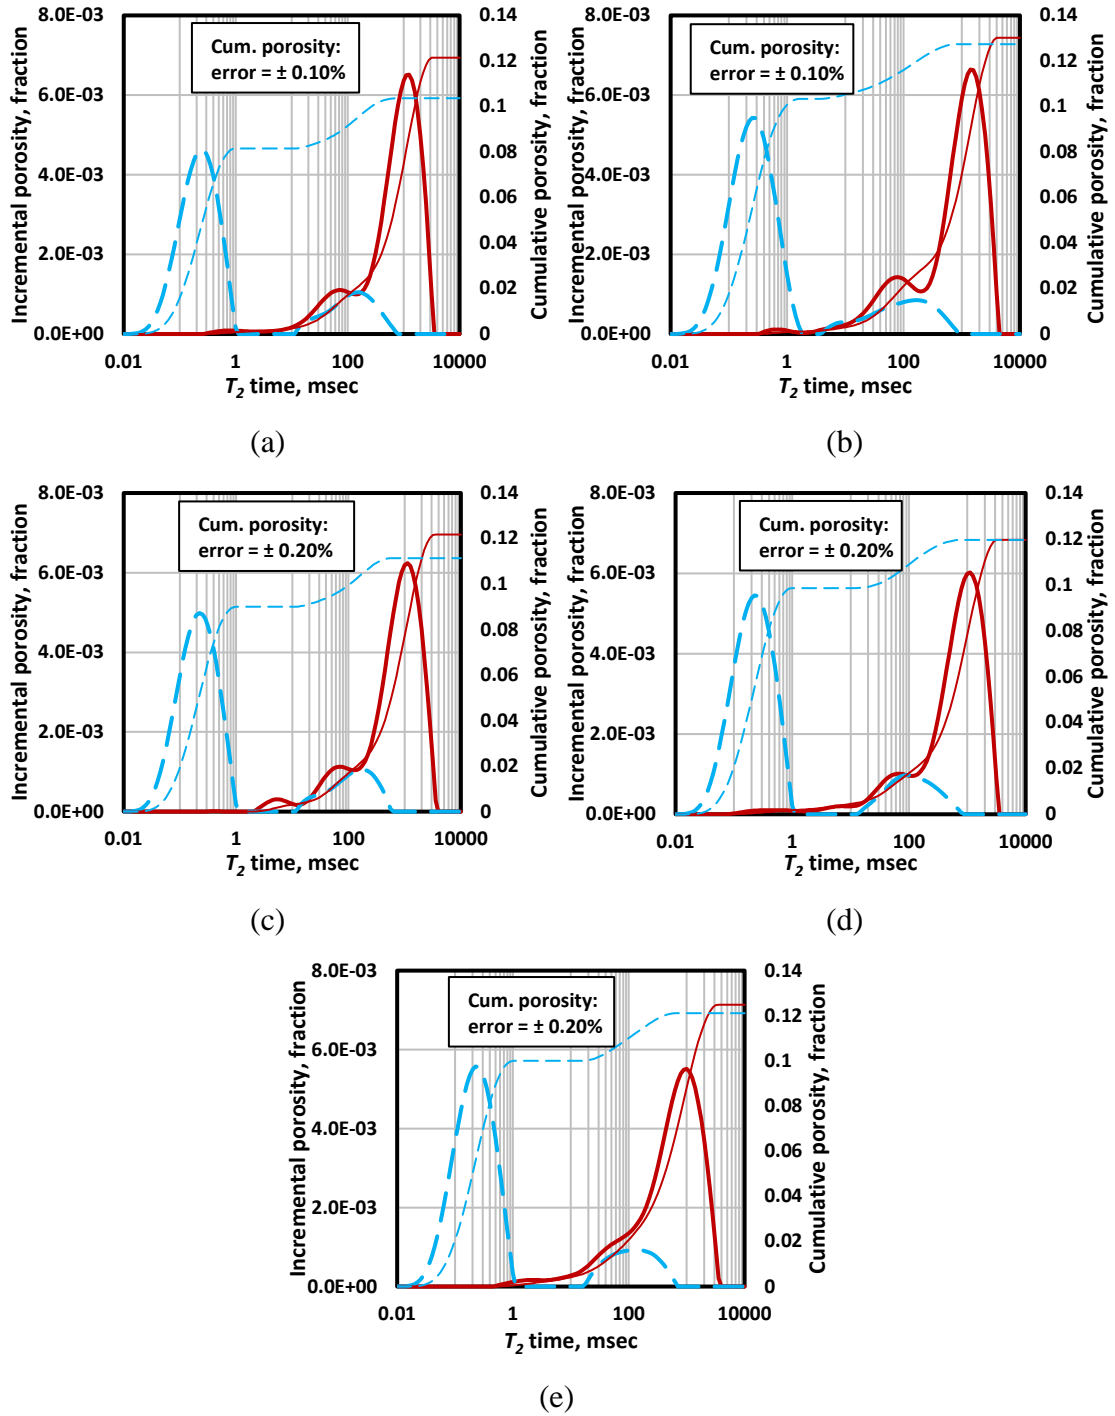 Cum. porosity:
error = ± 0.10%
Incremental porosity, fraction
8.0E-03
6.0E-03
4.0E-03
2.0E-03
0.0E+00
0.14
0.12
0.1
0.08
0.06
0.04
0.02
0
Cumulative porosity, fraction
0.01
1
100
10000
T2 time, msec
(a)
Cum. porosity:
error = ± 0.10%
Incremental porosity, fraction
8.0E-03
6.0E-03
4.0E-03
2.0E-03
0.0E+00
0.14
0.12
0.1
0.08
0.06
0.04
0.02
0
Cumulative porosity, fraction
0.01
1
100
10000
T2 time, msec
(b)
Cum. porosity:
error = ± 0.20%
Incremental porosity, fraction
8.0E-03
6.0E-03
4.0E-03
2.0E-03
0.0E+00
0.14
0.12
0.1
0.08
0.06
0.04
0.02
0
Cumulative porosity, fraction
0.01
1
100
10000
T2 time, msec
(c)
Cum. porosity:
error = ± 0.20%
Incremental porosity, fraction
8.0E-03
6.0E-03
4.0E-03
2.0E-03
0.0E+00
0.14
0.12
0.1
0.08
0.06
0.04
0.02
0
Cumulative porosity, fraction
0.01
1
100
10000
T2 time, msec
(d)
Cum. porosity:
error = ± 0.20%
Incremental porosity, fraction
8.0E-03
6.0E-03
4.0E-03
2.0E-03
0.0E+00
0.14
0.12
0.1
0.08
0.06
0.04
0.02
0
Cumulative porosity, fraction
0.01
1
100
10000
T2 time, msec
(e)